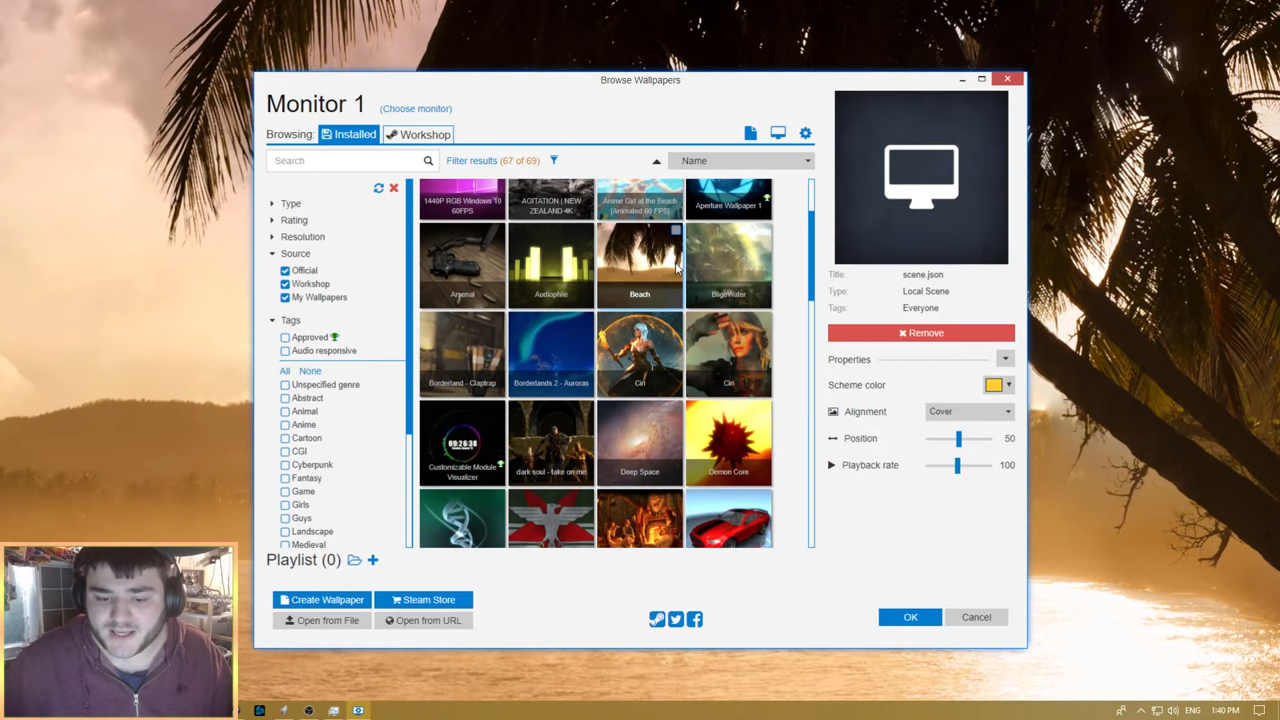 Browse Wallpapers
Monitor 1 (Choose monitor)
Browsing: Installed Workshop
Search
Filter results (67 of 69)
Name
Type
Rating
Resolution
Source
Official
Workshop
My Wallpapers
Tags
Approved
Audio responsive
All None
Unspecified genre
Abstract
Animal
Anime
Cartoon
CGI
Cyberpunk
Fantasy
Game
Girls
Guys
Landscape
Medieval
1440P RGB Windows 10
60FPS
AGITATION | NEW
ZEALAND 4K
Anime Girl at the Beach
[Animated 60 FPS]
Aperture Wallpaper 1
Arsenal
Audiophile
Beach
BligeWater
Borderland - Claptrap
Borderlands 2 - Auroras
Ciri
Ciri
09:26:30
Customizable Module
Visualizer
dark soul - take on me
Deep Space
Demon Core
Title: scene.json
Type: Local Scene
Tags: Everyone
Remove
Properties
Scheme color
Alignment Cover
Position 50
Playback rate 100
Playlist (0)
Create Wallpaper Steam Store
Open from File Open from URL
OK Cancel
ENG 1:40 PM